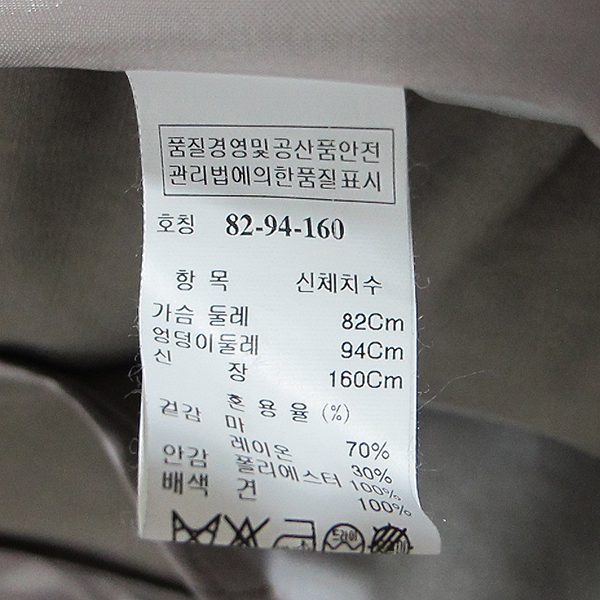 품질경영및공산품안전
관리법에의한품질표시
호칭 82-94-160
항 목 신체치수
가슴 둘레 82Cm
엉덩이둘레 94Cm
신 장 160Cm
혼 용 율 (%)
겉감 마 70%
레이온 30%
안감 폴리에스터 100%
배색 견 100%
드라이